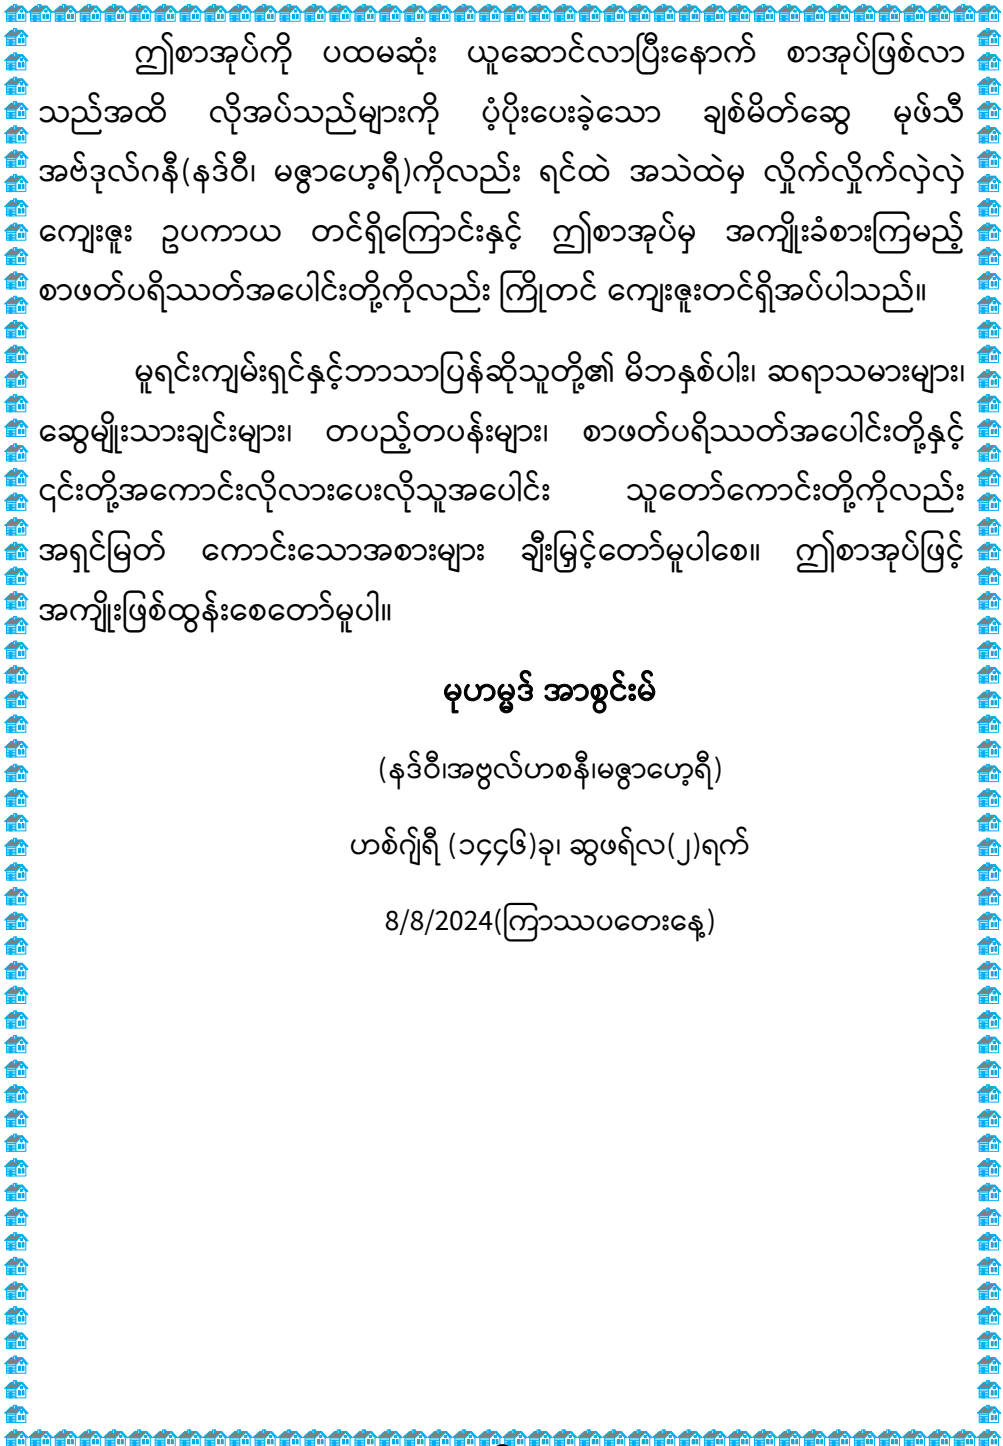 ဤစာအုပ်ကို ပထမဆုံး ယူဆောင်လာပြီးနောက် စာအုပ်ဖြစ်လာ
သည်အထိ လိုအပ်သည်များကို ပံ့ပိုးပေးခဲ့သော ချစ်မိတ်ဆွေ မုဖ်သီ
အဗ်ဒုလ်ဂနီ(နဒ်ဝီ၊ မဇွာဟေ့ရီ)ကိုလည်း ရင်ထဲ အသဲထဲမှ လှိုက်လှိုက်လှဲလှဲ
ကျေးဇူး ဥပကာယ တင်ရှိကြောင်းနှင့် ဤစာအုပ်မှ အကျိုးခံစားကြမည့်
စာဖတ်ပရိဿတ်အပေါင်းတို့ကိုလည်း ကြိုတင် ကျေးဇူးတင်ရှိအပ်ပါသည်။
မူရင်းကျမ်းရှင်နှင့်ဘာသာပြန်ဆိုသူတို့၏ မိဘနှစ်ပါး၊ ဆရာသမားများ၊
ဆွေမျိုးသားချင်းများ၊ တပည့်တပန်းများ၊ စာဖတ်ပရိဿတ်အပေါင်းတို့နှင့်
၎င်းတို့အကောင်းလိုလားပေးလိုသူအပေါင်း သူတော်ကောင်းတို့ကိုလည်း
အရှင်မြတ် ကောင်းသောအစားများ ချီးမြှင့်တော်မူပါစေ။ ဤစာအုပ်ဖြင့်
အကျိုးဖြစ်ထွန်းစေတော်မူပါ။
မုဟမ္မဒ် အာစွင်းမ်
(နဒ်ဝီ၊အဗွလ်ဟစနီ၊မဇွာဟေ့ရီ)
ဟစ်ဂျ်ရီ (၁၄၄၆)ခု၊ ဆွဖရ်လ(၂)ရက်
8/8/2024(ကြာဿပတေးနေ့)